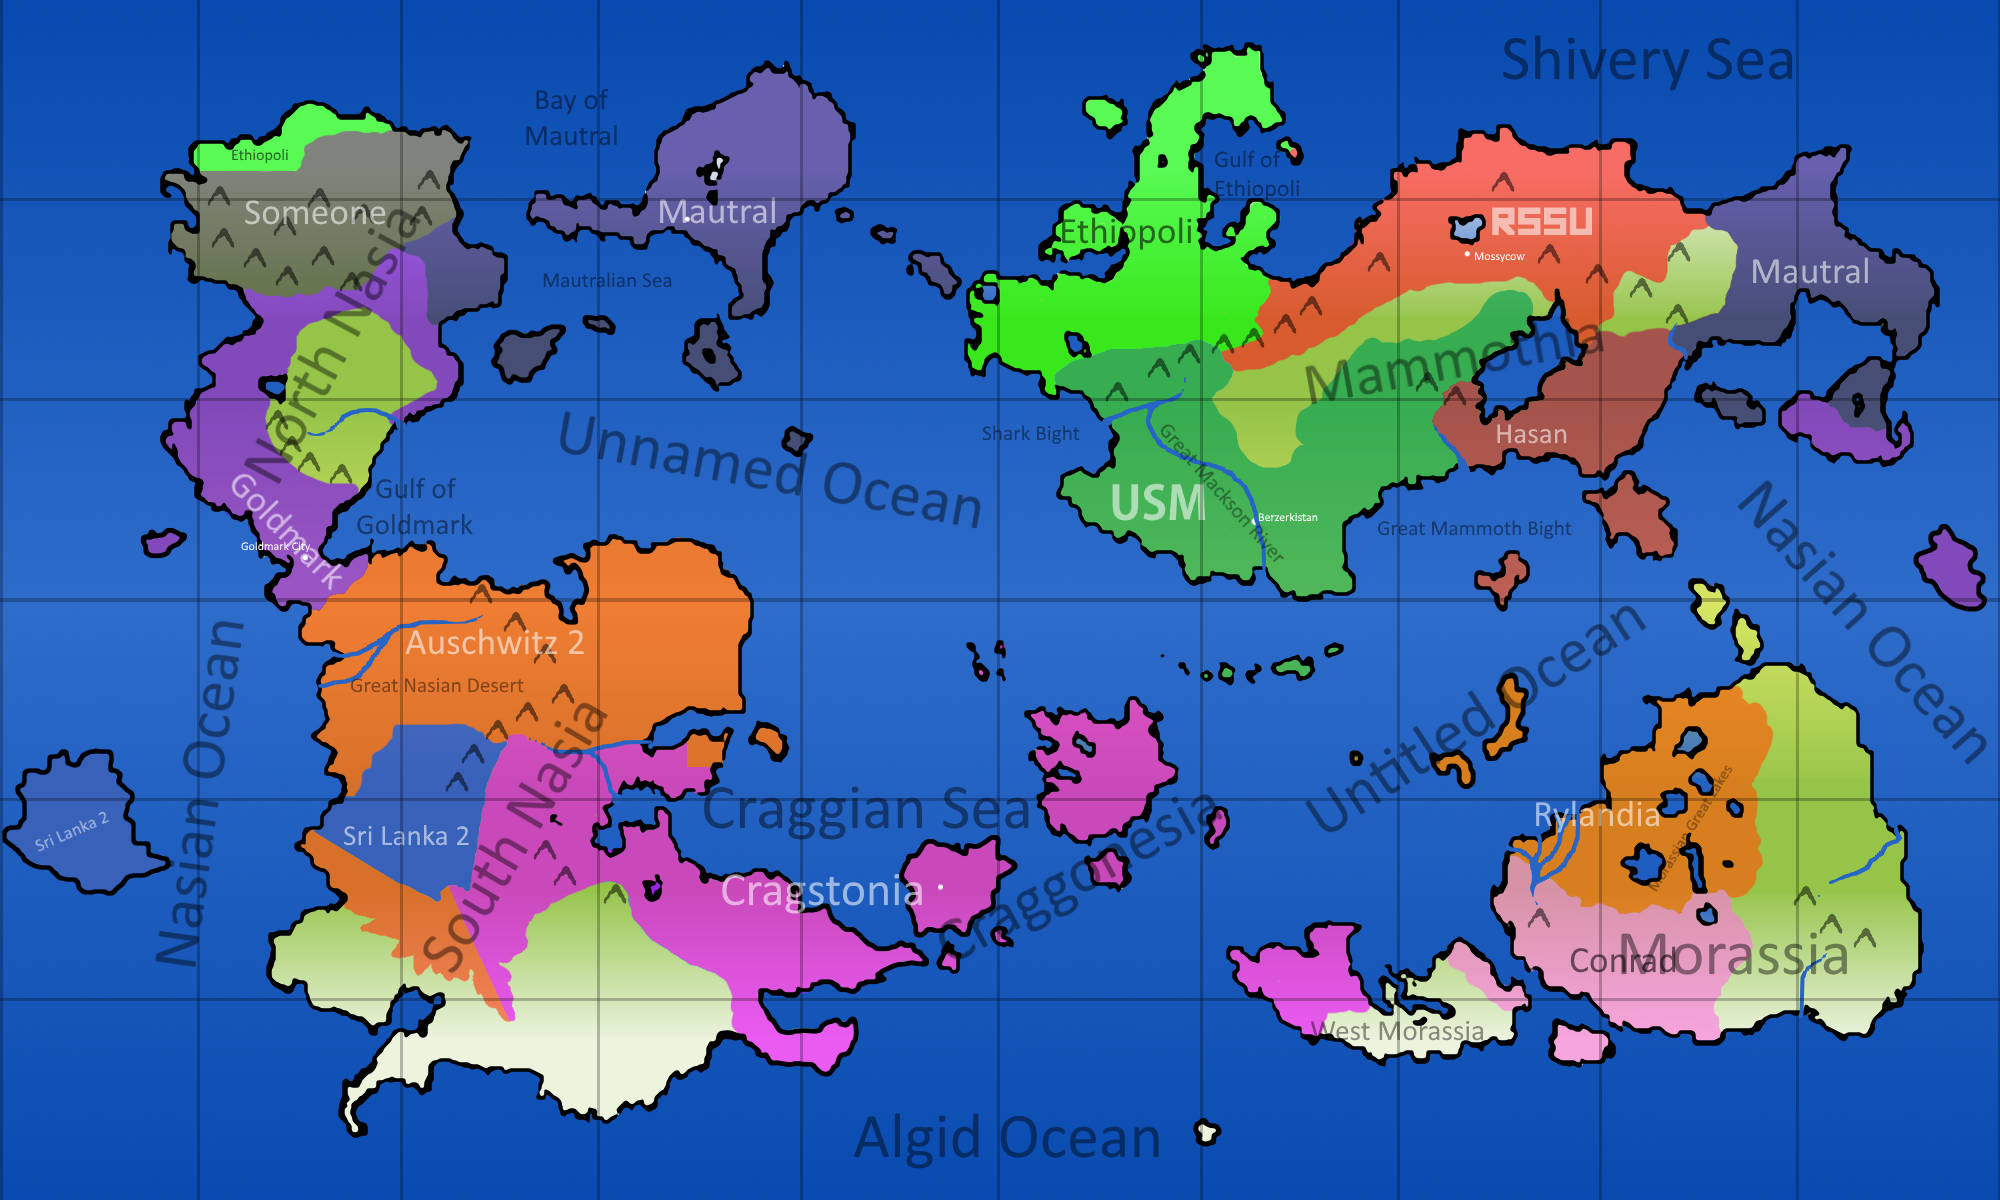 Shivery Sea
Bay of
Mautral
Ethiopoli
Gulf of
Ethiopoli
Someone
Mautral
Ethiopoli
RSSU
Mossycow
Mautral
Mautralian Sea
North Nasia
Mammothia
Unnamed Ocean
Shark Bight
Hasan
Great Mackson River
USM
Berzerkistan
Great Mammoth Bight
Gulf of
Goldmark
Goldmark
Goldmark City
Nasian Ocean
Auschwitz 2
Great Nasian Desert
Nasian Ocean
Untitled Ocean
South Nasia
Sri Lanka 2
Sri Lanka 2
Craggian Sea
Craggonesia
Cragstonia
Rylandia
Morassian Great Lakes
Morassia
Conrad
West Morassia
Algid Ocean